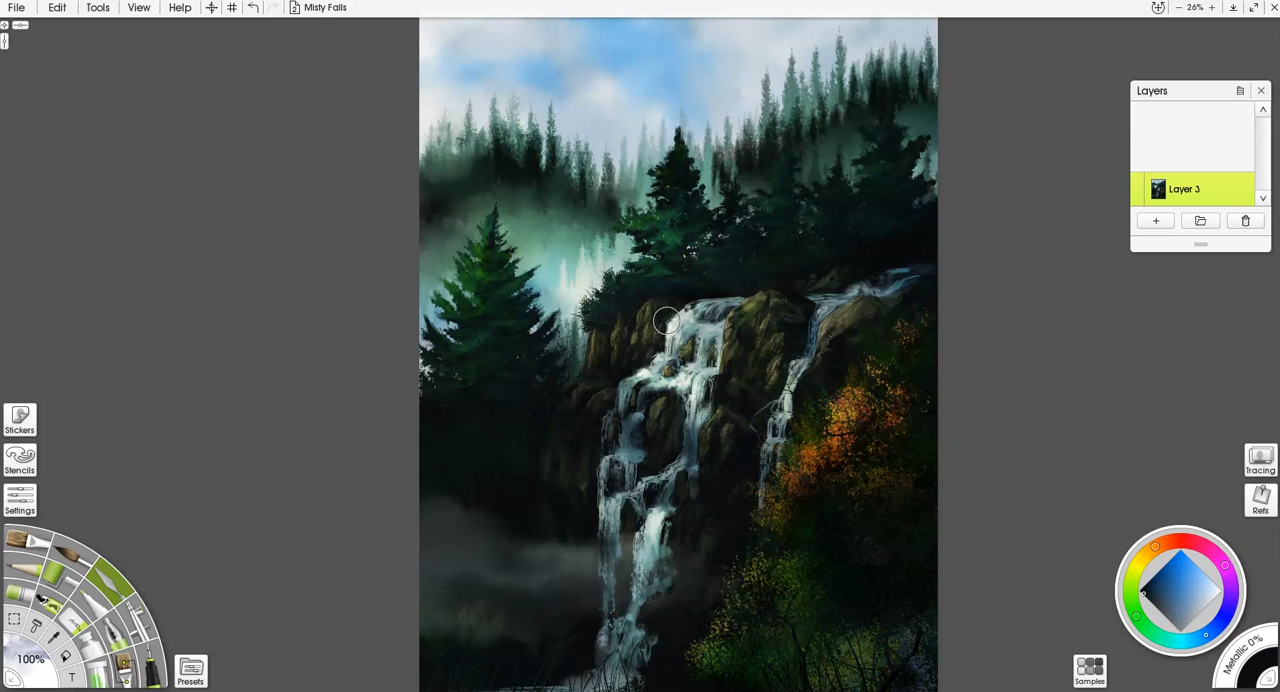 File Edit Tools View Help Misty Falls 26%
Layers
Layer 3
Stickers
Stencils
Settings
Tracing
Refs
100%
T
Presets
Samples
Metallic 0%